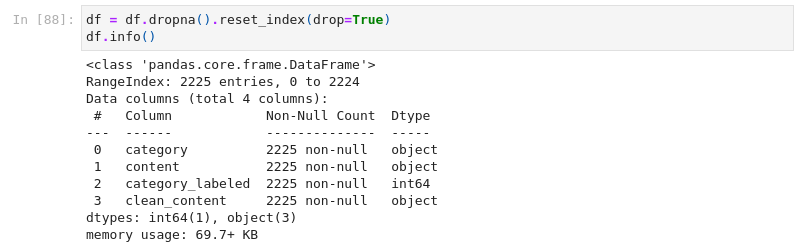 In [88]: df = df.dropna().reset_index(drop=True)
df.info()
<class 'pandas.core.frame.DataFrame'>
RangeIndex: 2225 entries, 0 to 2224
Data columns (total 4 columns):
 #   Column            Non-Null Count  Dtype
---  ------            --------------  -----
 0   category          2225 non-null   object
 1   content           2225 non-null   object
 2   category_labeled  2225 non-null   int64
 3   clean_content     2225 non-null   object
dtypes: int64(1), object(3)
memory usage: 69.7+ KB